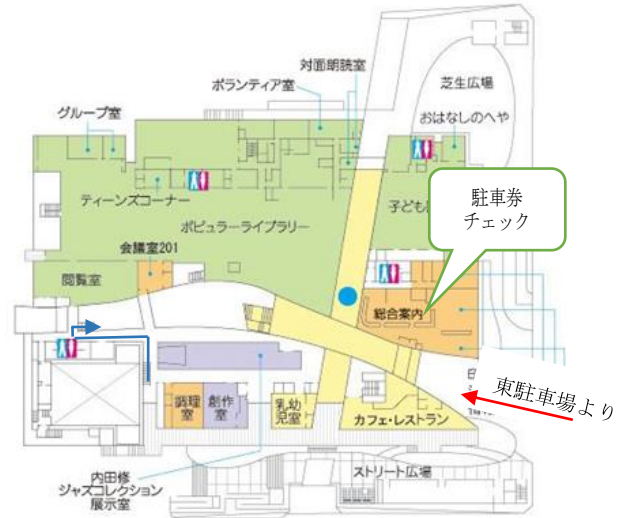 対面朗読室
ボランティア室
芝生広場
グループ室
おはなしのへや
ティーンズコーナー
駐車券
チェック
子ども
ポピュラーライブラリー
会議室201
閲覧室
総合案内
東駐車場より
調理
室
創作
室
乳幼
児室
カフェ・レストラン
内田修
ジャズコレクション
展示室
ストリート広場